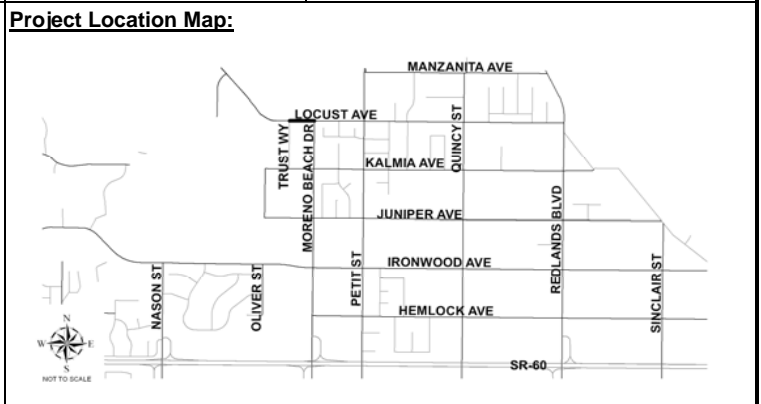 Project Location Map:
MANZANITA AVE
LOCUST AVE
TRUST WY
MORENO BEACH DR
QUINCY ST
KALMIA AVE
JUNIPER AVE
REDLANDS BLVD
IRONWOOD AVE
NASON ST
OLIVER ST
PETIT ST
SINCLAIR ST
HEMLOCK AVE
N
W E
S
NOT TO SCALE
SR-60